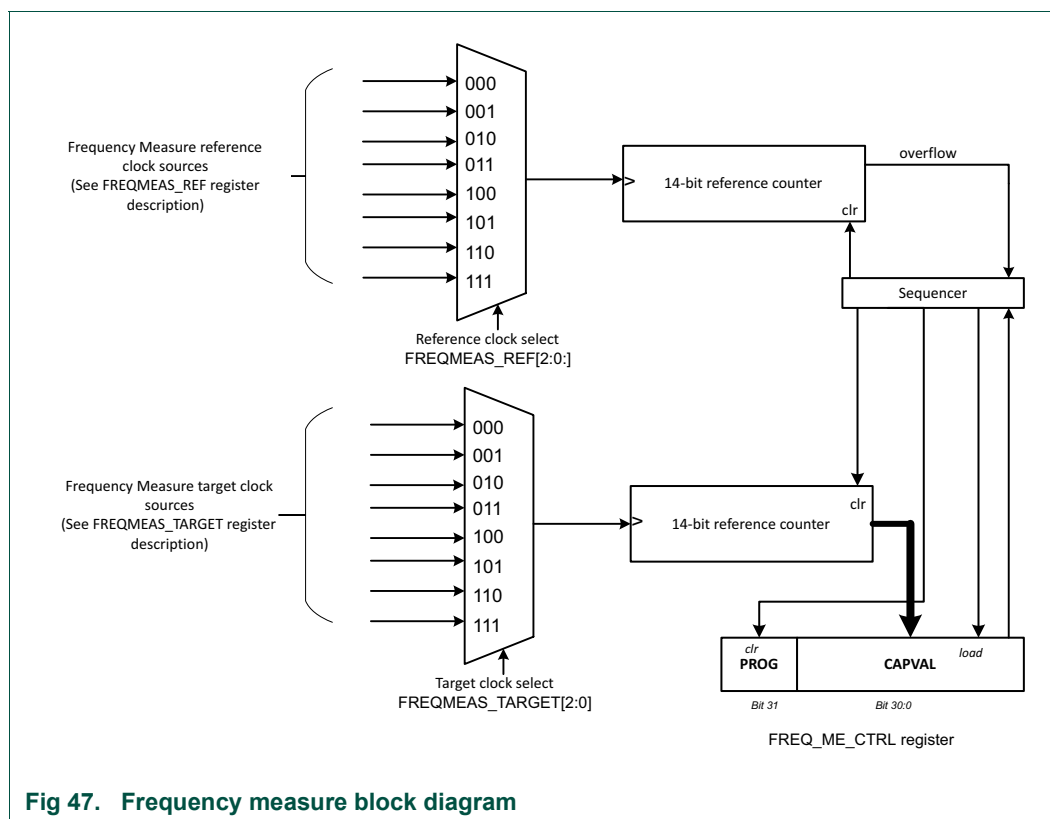 Frequency Measure reference
clock sources
(See FREQMEAS_REF register
description)
000
001
010
011
100
101
110
111
Reference clock select
FREQMEAS_REF[2:0:]
>
14-bit reference counter
clr
overflow
Sequencer
Frequency Measure target clock
sources
(See FREQMEAS_TARGET register
description)
000
001
010
011
100
101
110
111
Target clock select
FREQMEAS_TARGET[2:0]
>
14-bit reference counter
clr
clr
PROG
CAPVAL
load
Bit 31
Bit 30:0
FREQ_ME_CTRL register
Fig 47. Frequency measure block diagram